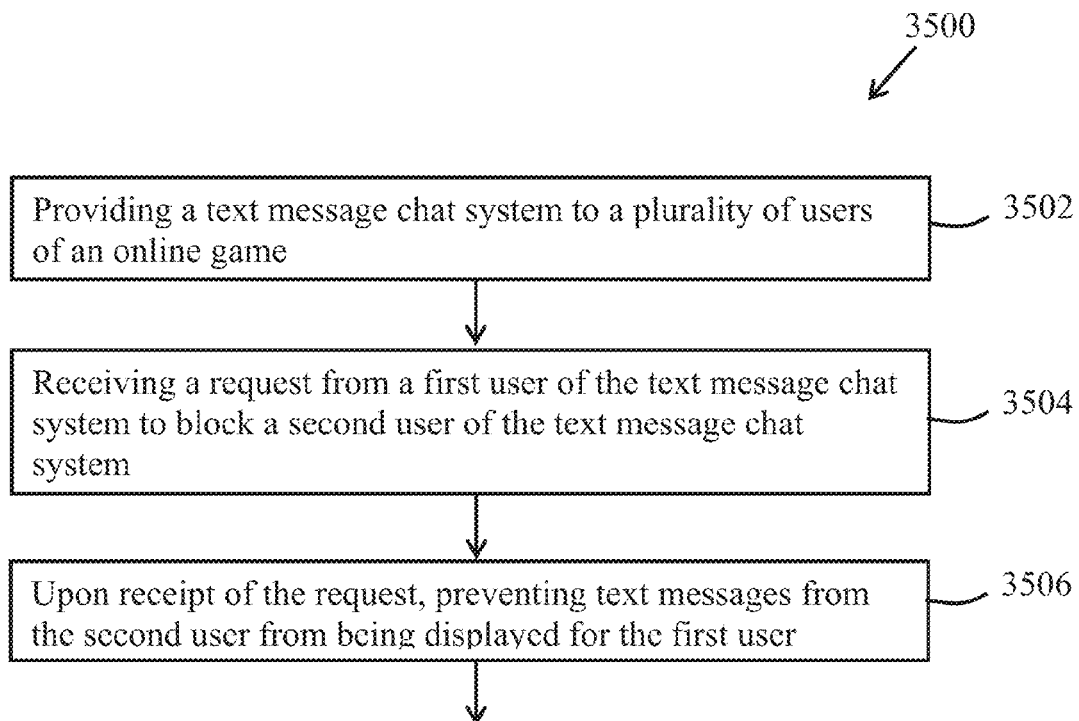 3500
Providing a text message chat system to a plurality of users
of an online game
3502
Receiving a request from a first user of the text message chat
system to block a second user of the text message chat
system
3504
Upon receipt of the request, preventing text messages from
the second user from being displayed for the first user
3506